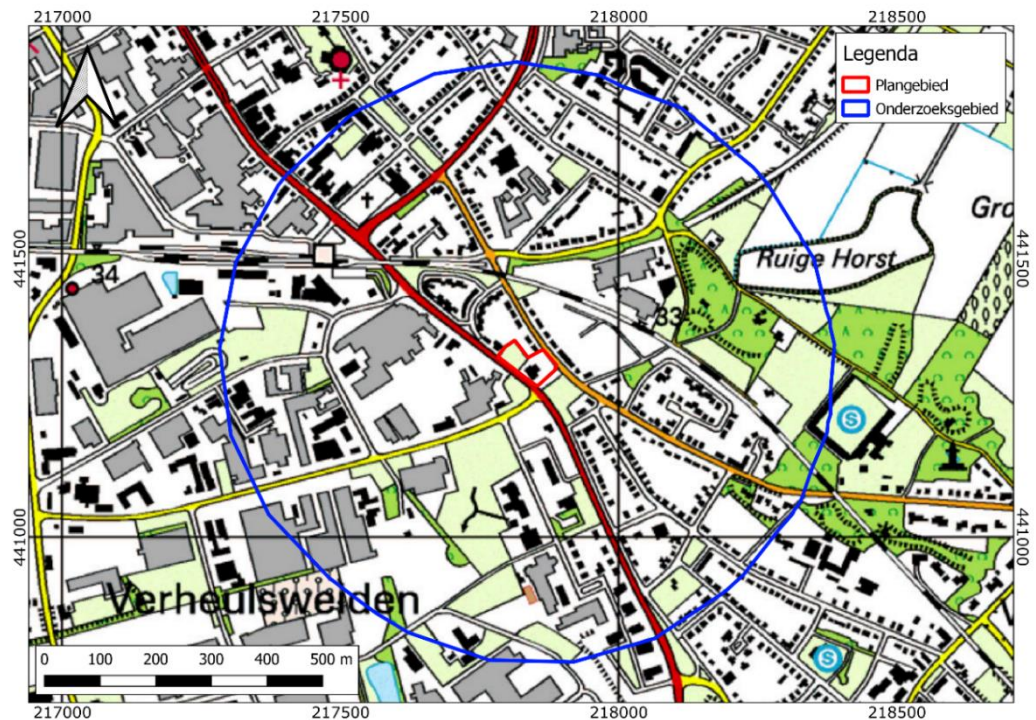 217000 217500 218000 218500
Legenda
Plangebied
Onderzoeksgebied
441500
441500
34
Ruige Horst
Gro
33
S
441000
441000
Verheulsweiden
S
0 100 200 300 400 500 m
217000 217500 218000 218500